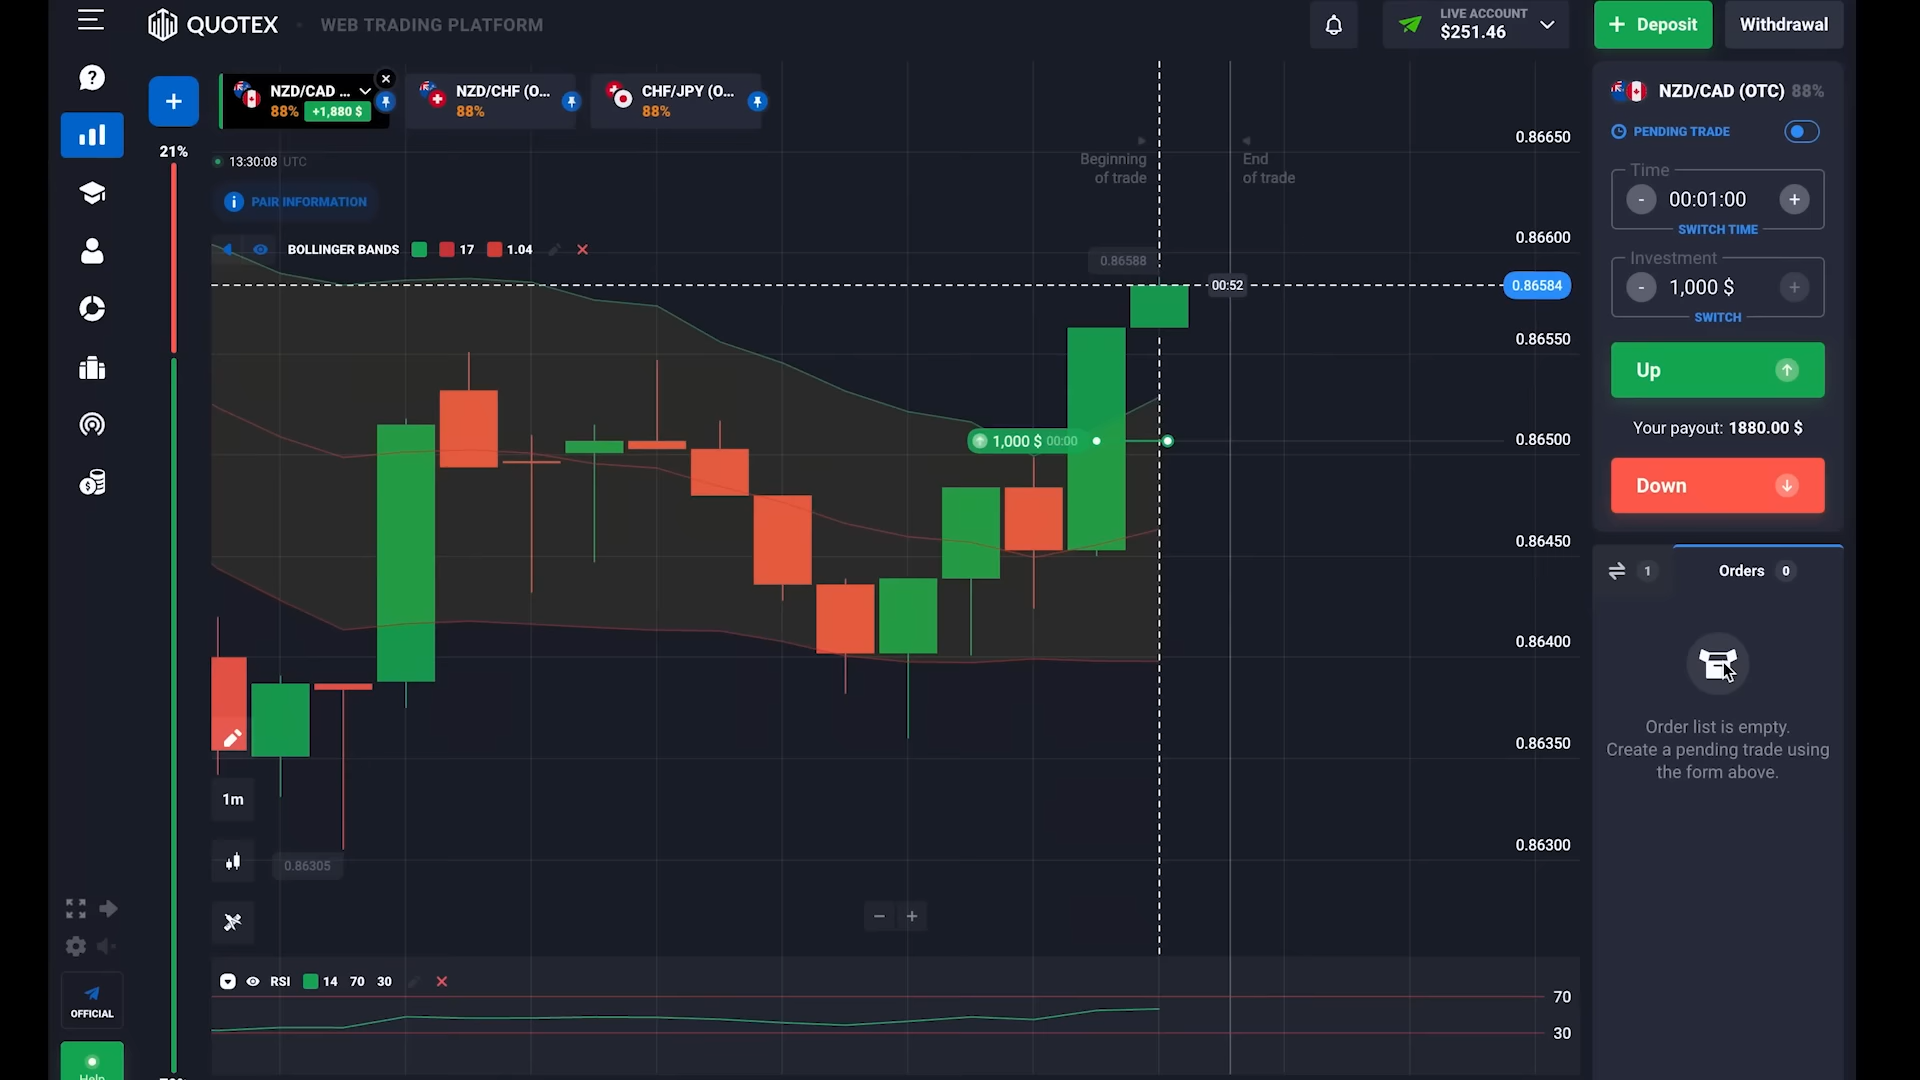 QUOTEX
WEB TRADING PLATFORM
LIVE ACCOUNT
$251.46
+ Deposit
Withdrawal
NZD/CAD ...
88% +1,880 $
NZD/CHF (O...
88%
CHF/JPY (O...
88%
21%
13:30:08 UTC
PAIR INFORMATION
BOLLINGER BANDS 17 1.04
Beginning
of trade
End
of trade
0.86588
00:52
0.86584
0.86650
0.86600
0.86550
0.86500
0.86450
0.86400
0.86350
0.86300
1,000 $ 00:00
0.86305
1m
RSI 14 70 30
70
30
OFFICIAL
Help
NZD/CAD (OTC) 88%
PENDING TRADE
Time
- 00:01:00 +
SWITCH TIME
Investment
- 1,000 $ +
SWITCH
Up
Your payout: 1880.00 $
Down
1
Orders 0
Order list is empty.
Create a pending trade using
the form above.